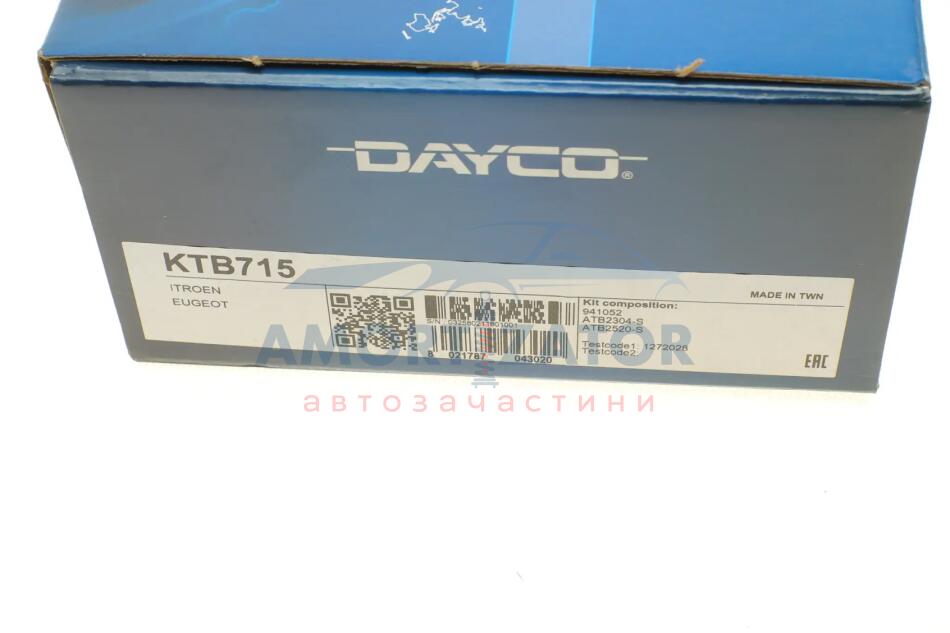 DAYCO®
KTB715
ITROEN
EUGEOT
MADE IN TWN
Kit composition:
941052
ATB2304-S
ATB2520-S
Testcode1: 1272028
Testcode2:
8 021787 043020
EAC
AMORTIZATOR
автозачастини